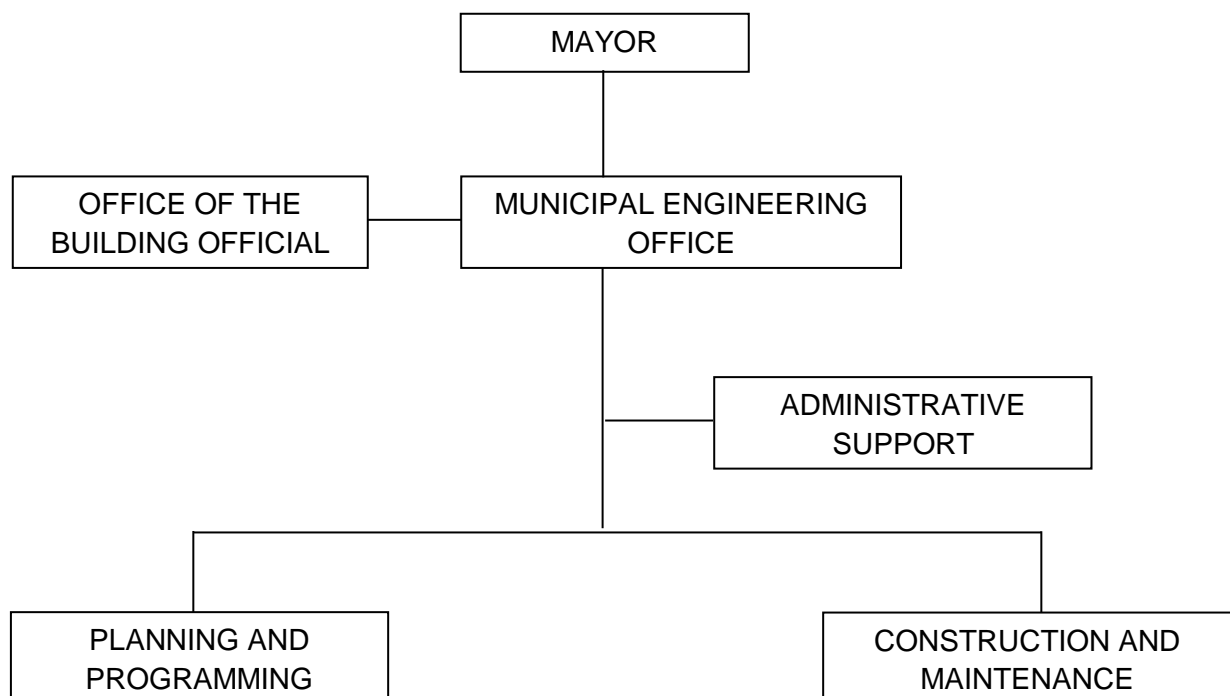 MAYOR
OFFICE OF THE
BUILDING OFFICIAL
MUNICIPAL ENGINEERING
OFFICE
ADMINISTRATIVE
SUPPORT
PLANNING AND
PROGRAMMING
CONSTRUCTION AND
MAINTENANCE